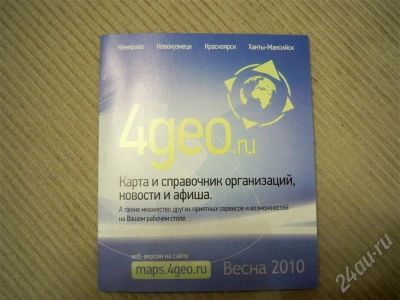 Кемерово Новокузнецк Красноярск Ханты-Мансийск
4geo.ru
Карта и справочник организаций,
новости и афиша.
А также множество других приятных сервисов и возможностей
на Вашем рабочем столе.
веб-версия на сайте
maps.4geo.ru Весна 2010
24au.ru